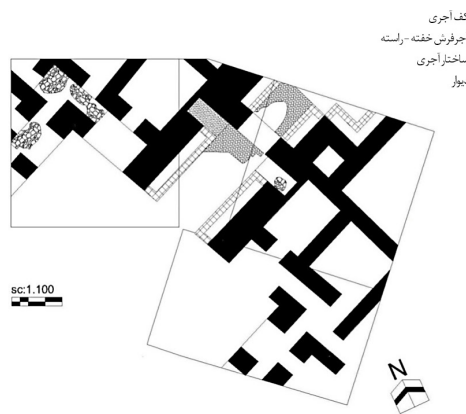 کف آجری
جرفرش خفته - راسته
ساختار آجری
یوار
sc:1.100
N